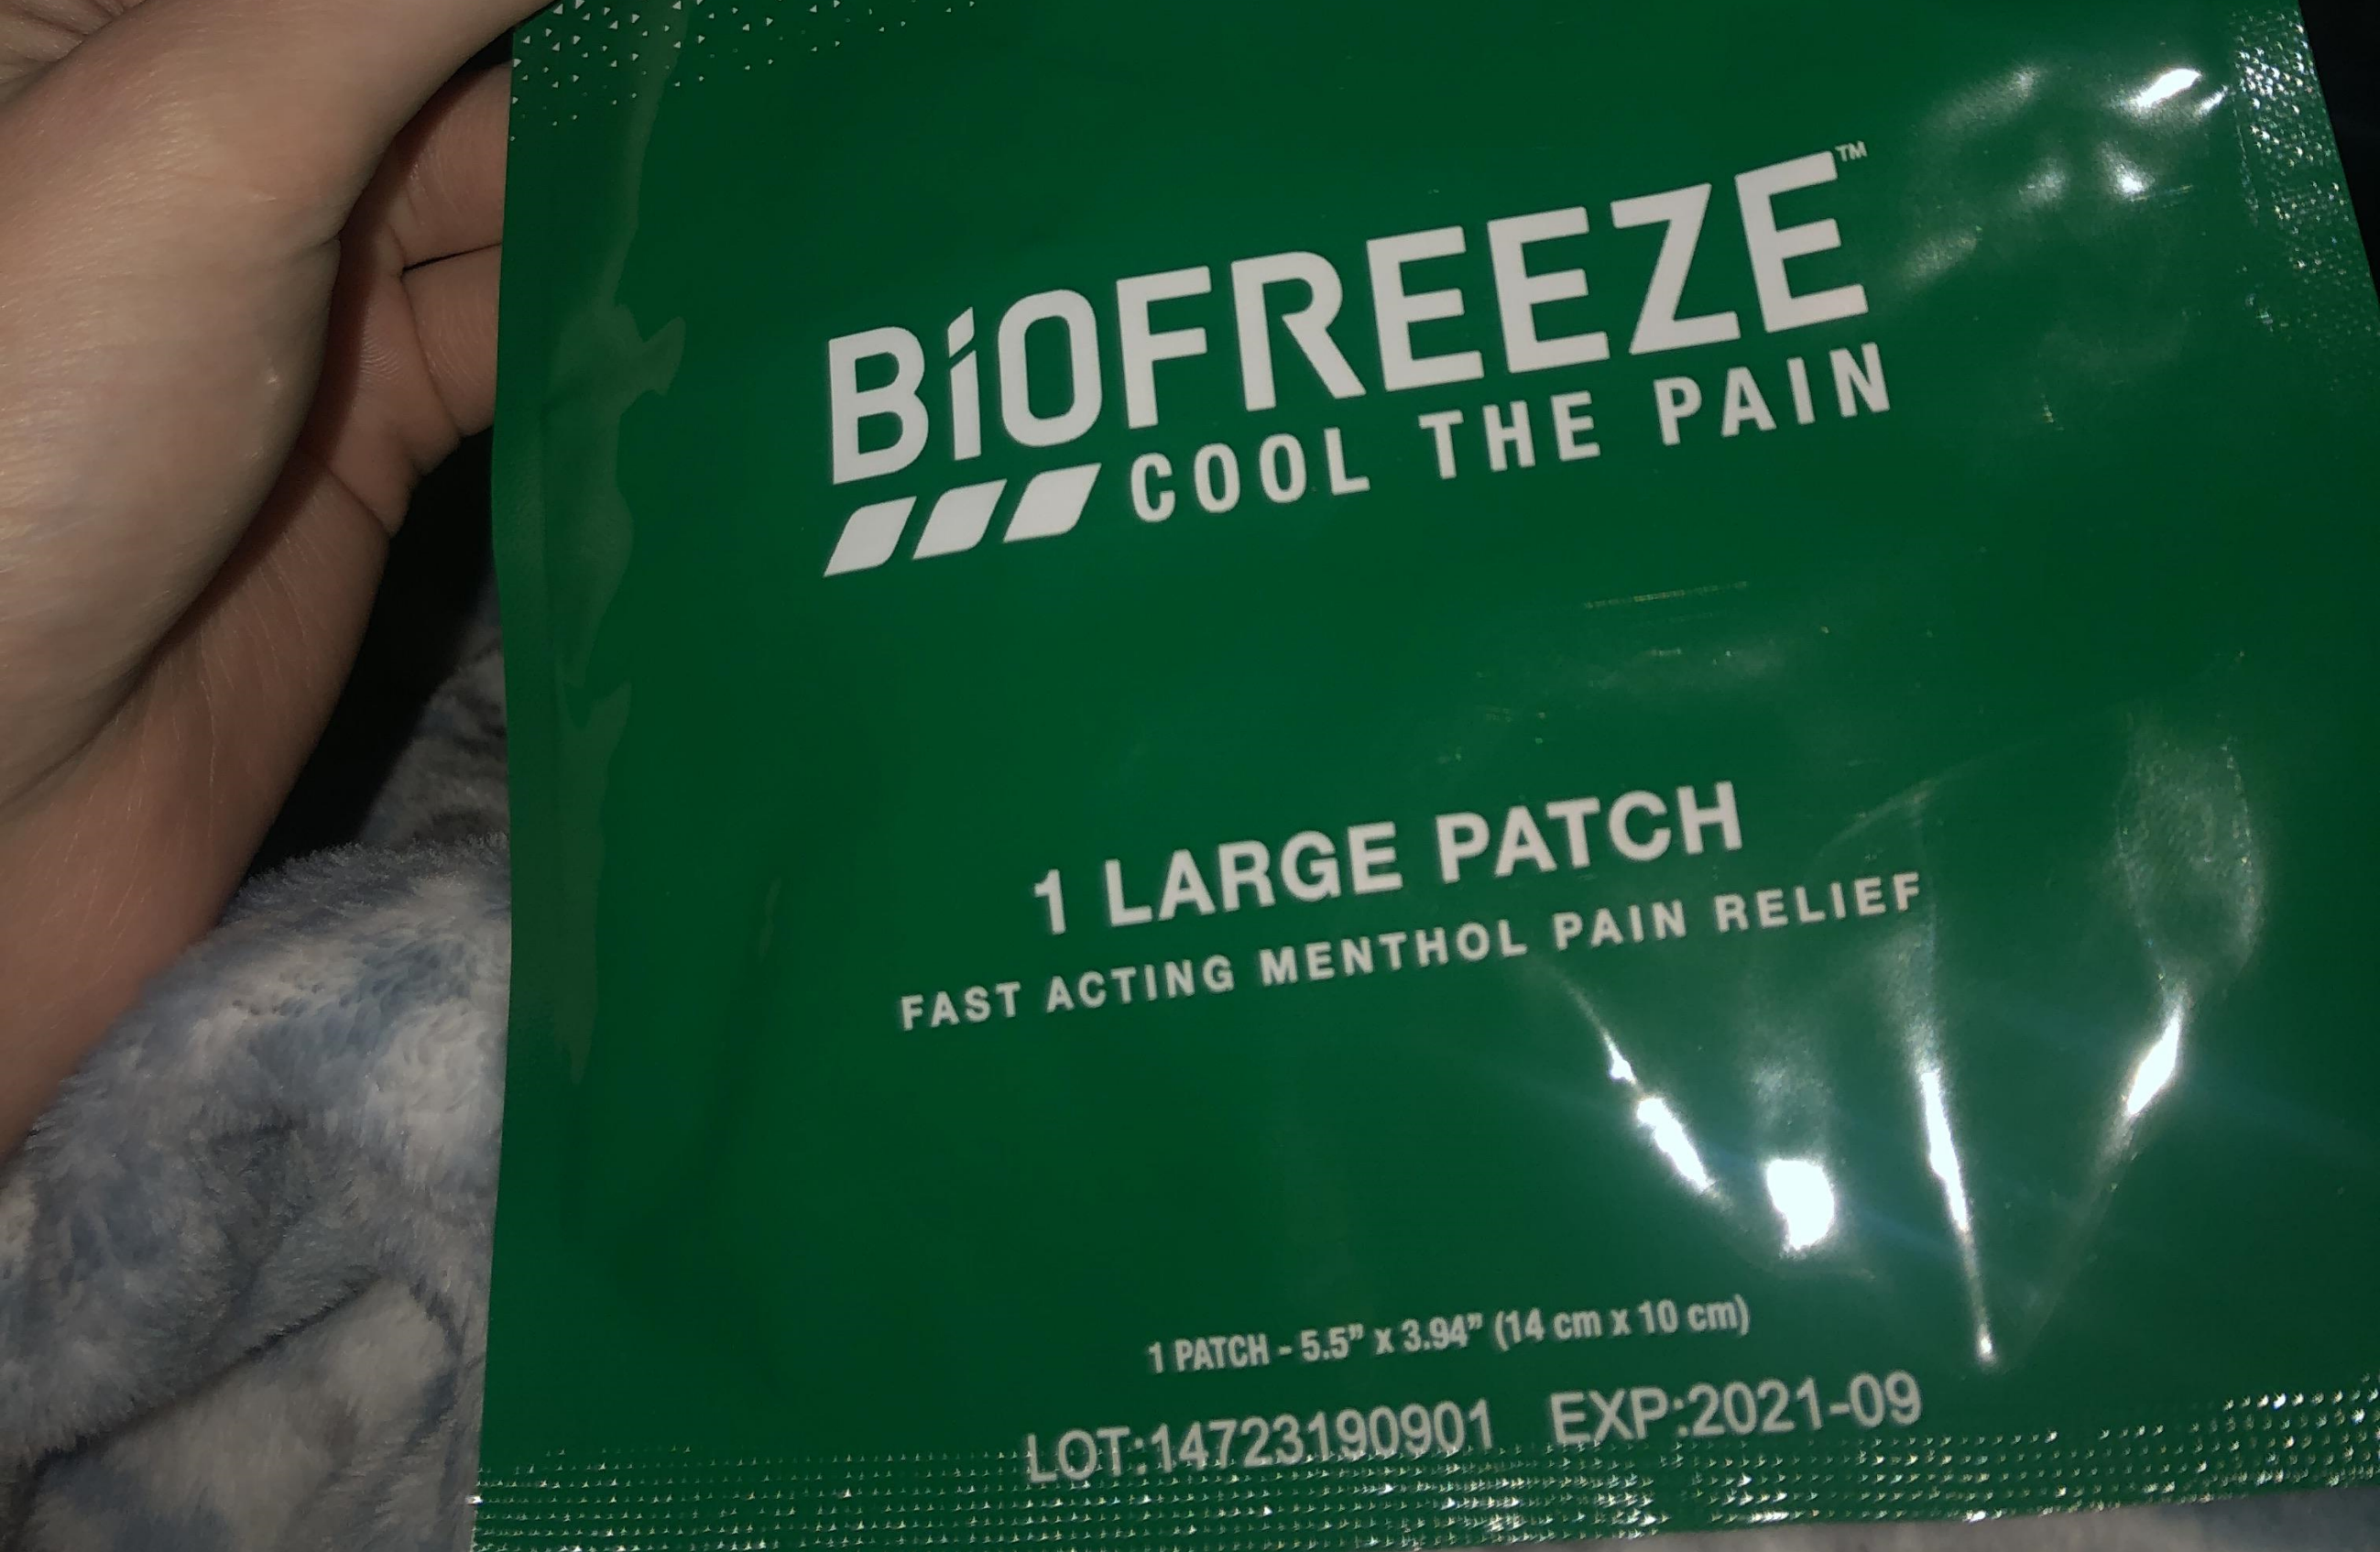 BiOFREEZE™
COOL THE PAIN
1 LARGE PATCH
FAST ACTING MENTHOL PAIN RELIEF
1 PATCH - 5.5” x 3.94” (14 cm x 10 cm)
LOT:14723190901 EXP:2021-09